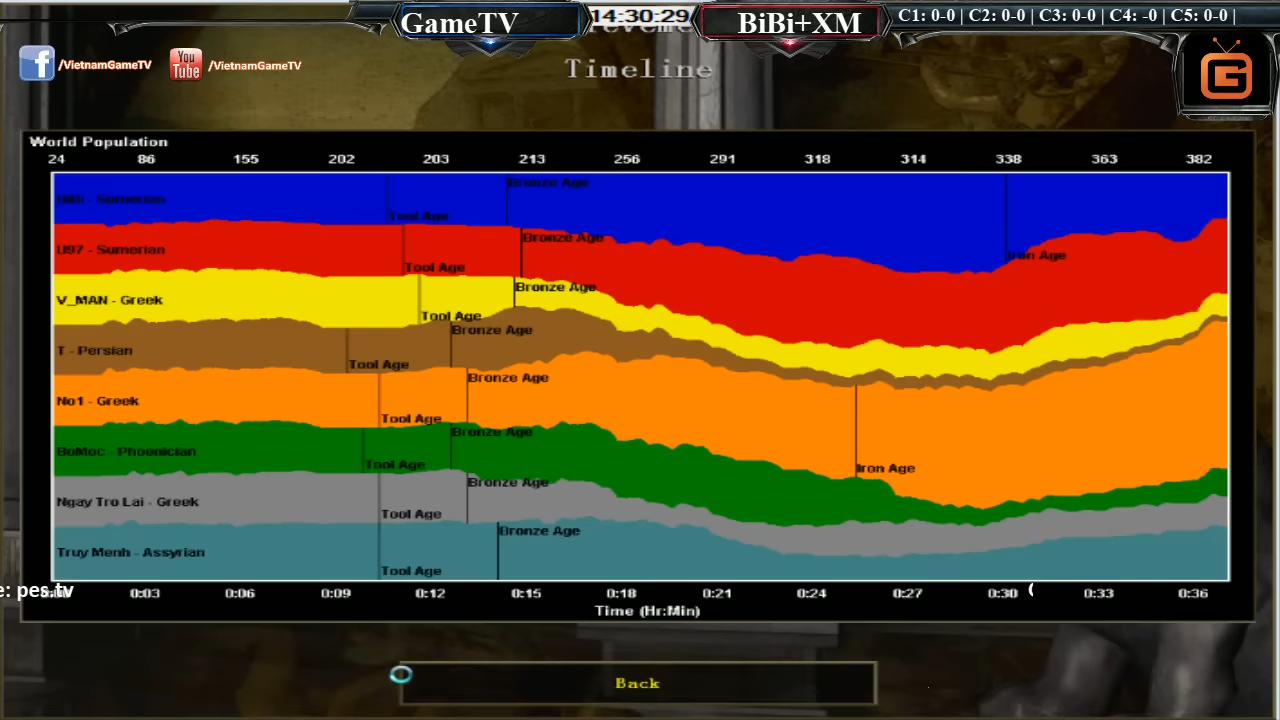 GameTV
14:30:29
BiBi+XM
C1: 0-0 | C2: 0-0 | C3: 0-0 | C4: -0 | C5: 0-0 |
/VietnamGameTV
You Tube
/VietnamGameTV
Timeline
World Population
24 86 155 202 203 213 256 291 318 314 338 363 382
Bronze Age
Sumerian
Tool Age
Bronze Age
U97 - Sumerian
Iron Age
Tool Age
Bronze Age
V_MAN - Greek
Tool Age
Bronze Age
T - Persian
Tool Age
Bronze Age
No1 - Greek
Tool Age
Bronze Age
BoMoc - Phoenician
Tool Age
Iron Age
Bronze Age
Ngay Tro Lai - Greek
Tool Age
Bronze Age
Truy Menh - Assyrian
Tool Age
e: pes.tv
0:03 0:06 0:09 0:12 0:15 0:18 0:21 0:24 0:27 0:30 0:33 0:36
Time (Hr:Min)
Back